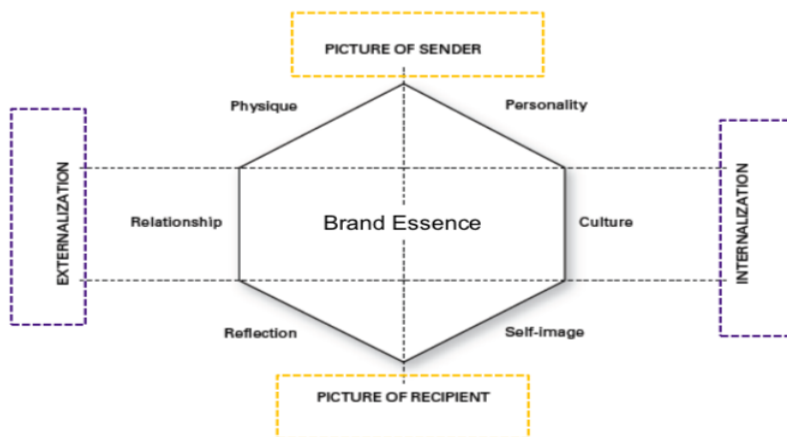 PICTURE OF SENDER
Physique
Personality
EXTERNALIZATION
INTERNALIZATION
Relationship
Brand Essence
Culture
Reflection
Self-image
PICTURE OF RECIPIENT